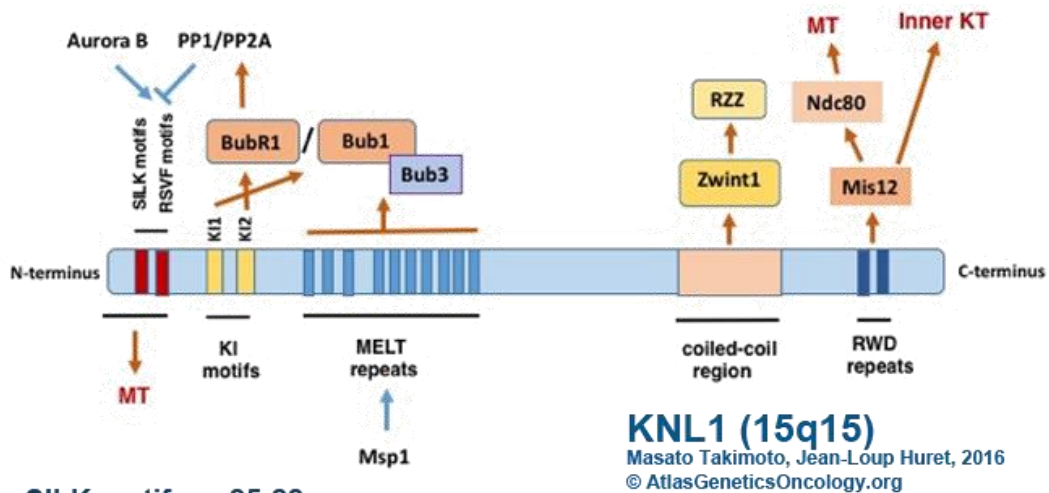 MT
Inner KT
Aurora B
PP1/PP2A
SILK motifs
RSVF motifs
BubR1
/
Bub1
Bub3
RZZ
Ndc80
Zwint1
Mis12
KI1
KI2
N-terminus
C-terminus
MT
KI
motifs
MELT
repeats
coiled-coil
region
RWD
repeats
Msp1
KNL1 (15q15)
Masato Takimoto, Jean-Loup Huret, 2016
© AtlasGeneticsOncology.org